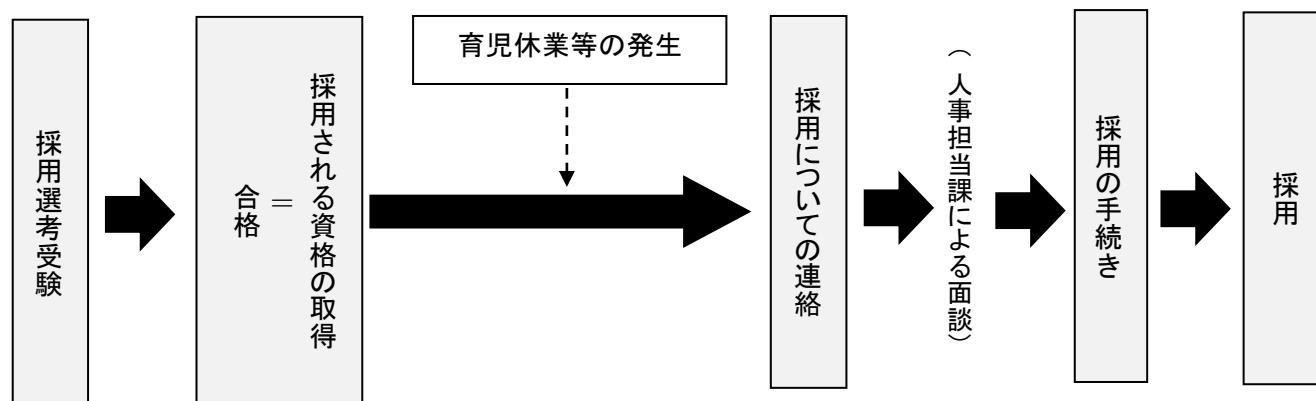 採用選考受験
合格
＝
採用される資格の取得
育児休業等の発生
採用についての連絡
（人事担当課による面談）
採用の手続き
採用